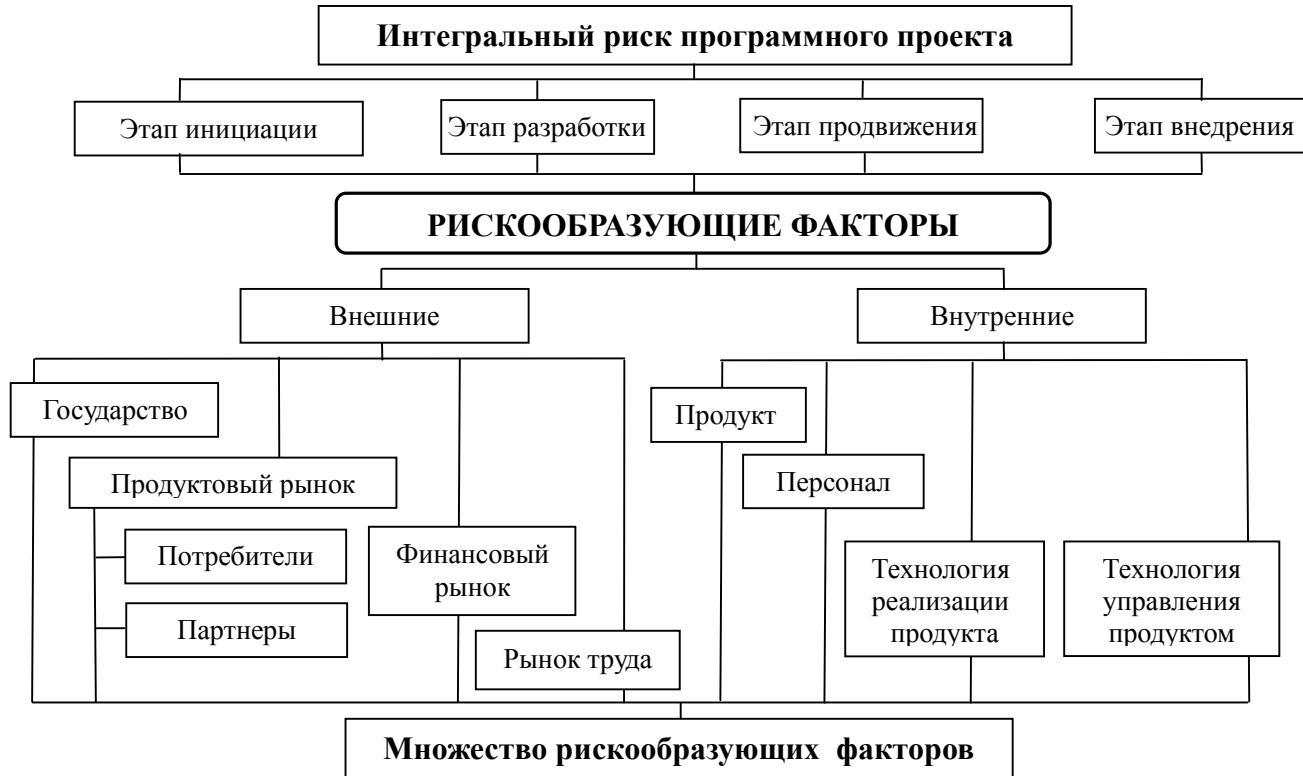 Интегральный риск программного проекта
Этап инициации
Этап разработки
Этап продвижения
Этап внедрения
РИСКООБРАЗУЮЩИЕ ФАКТОРЫ
Внешние
Внутренние
Государство
Продукт
Продуктовый рынок
Персонал
Потребители
Финансовый
рынок
Технология
реализации
продукта
Технология
управления
продуктом
Партнеры
Рынок труда
Множество рискообразующих факторов